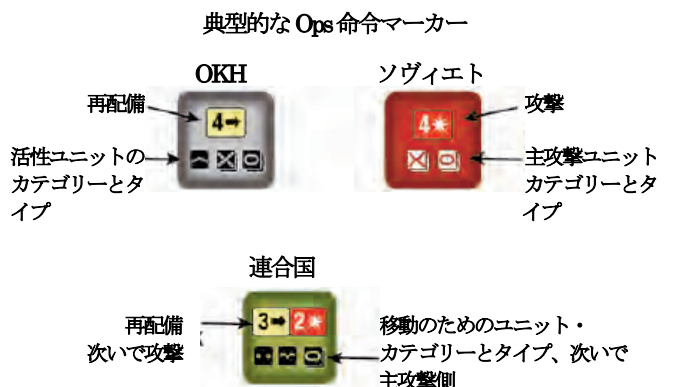 典型的な Ops 命令マーカー
OKH
ソヴィエト
再配備
4→
攻撃
4
活性ユニットの
カテゴリーとタ
イプ
主攻撃ユニット
カテゴリーとタ
イプ
連合国
再配備
次いで攻撃
3→ 2
移動のためのユニット・
カテゴリーとタイプ、次いで
主攻撃側